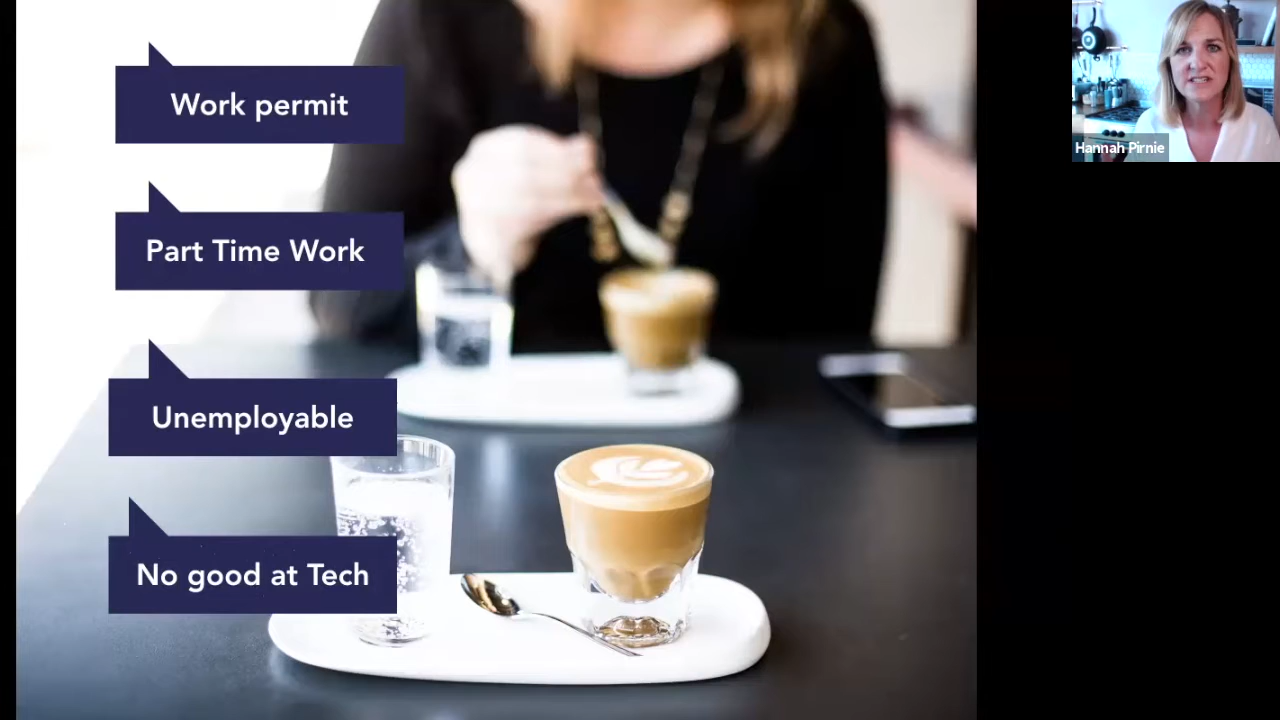 Work permit
Hannah Pirnie
Part Time Work
Unemployable
No good at Tech